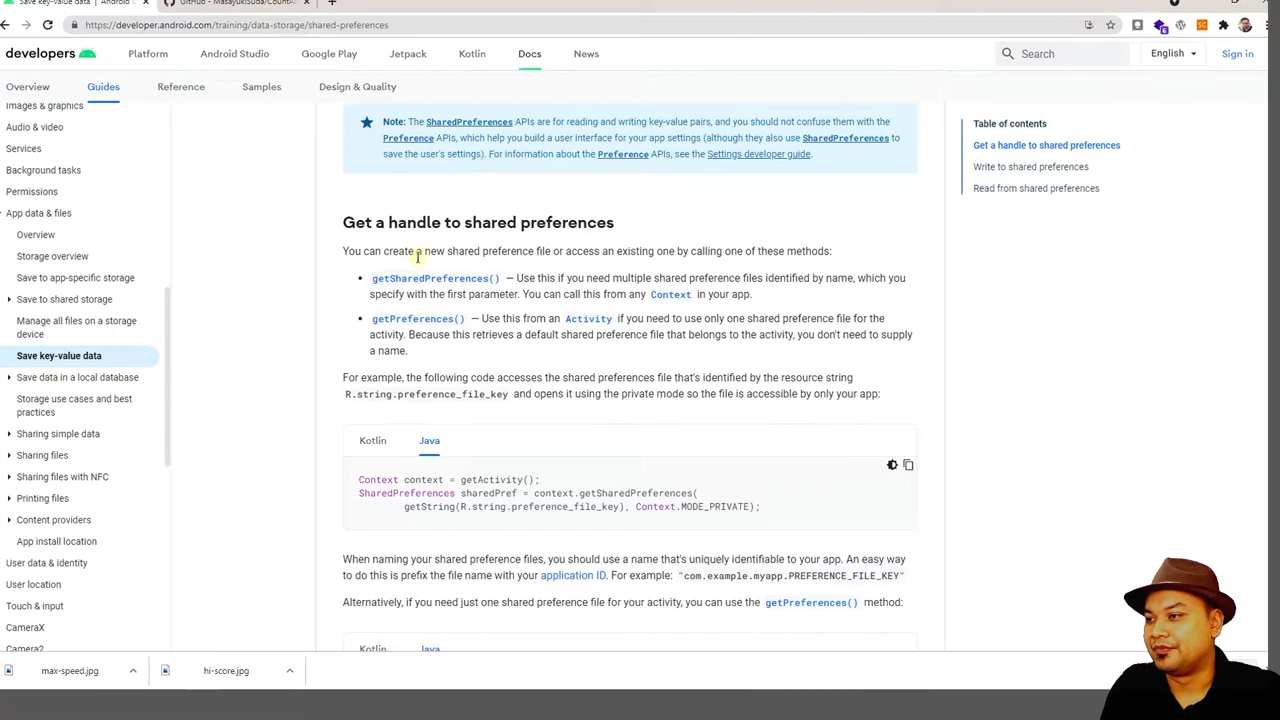 Save key-value data | Android
GitHub - MasayukiSuda/CountA
https://developer.android.com/training/data-storage/shared-preferences
developers
Platform
Android Studio
Google Play
Jetpack
Kotlin
Docs
News
Search
English
Sign in
Overview
Guides
Reference
Samples
Design & Quality
Images & graphics
Audio & video
Services
Background tasks
Permissions
App data & files
Overview
Storage overview
Save to app-specific storage
Save to shared storage
Manage all files on a storage
device
Save key-value data
Save data in a local database
Storage use cases and best
practices
Sharing simple data
Sharing files
Sharing files with NFC
Printing files
Content providers
App install location
User data & identity
User location
Touch & input
CameraX
Camera2
Note: The SharedPreferences APIs are for reading and writing key-value pairs, and you should not confuse them with the
Preference APIs, which help you build a user interface for your app settings (although they also use SharedPreferences to
save the user's settings). For information about the Preference APIs, see the Settings developer guide.
Get a handle to shared preferences
You can create a new shared preference file or access an existing one by calling one of these methods:
• getSharedPreferences() — Use this if you need multiple shared preference files identified by name, which you
specify with the first parameter. You can call this from any Context in your app.
• getPreferences() — Use this from an Activity if you need to use only one shared preference file for the
activity. Because this retrieves a default shared preference file that belongs to the activity, you don't need to supply
a name.
For example, the following code accesses the shared preferences file that's identified by the resource string
R.string.preference_file_key and opens it using the private mode so the file is accessible by only your app:
Kotlin
Java
Context context = getActivity();
SharedPreferences sharedPref = context.getSharedPreferences(
getString(R.string.preference_file_key), Context.MODE_PRIVATE);
When naming your shared preference files, you should use a name that's uniquely identifiable to your app. An easy way
to do this is prefix the file name with your application ID. For example: "com.example.myapp.PREFERENCE_FILE_KEY"
Alternatively, if you need just one shared preference file for your activity, you can use the getPreferences() method:
Kotlin
Java
Table of contents
Get a handle to shared preferences
Write to shared preferences
Read from shared preferences
max-speed.jpg
hi-score.jpg